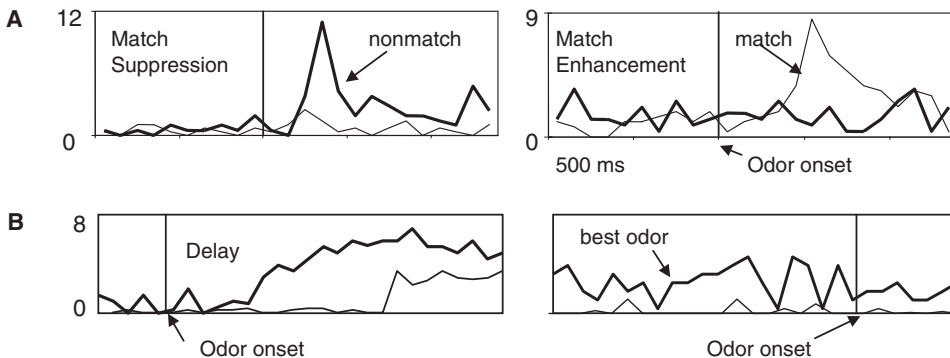 A
12
0
Match
Suppression
nonmatch
9
0
Match
Enhancement
match
500 ms
Odor onset
B
8
0
Delay
Odor onset
best odor
Odor onset